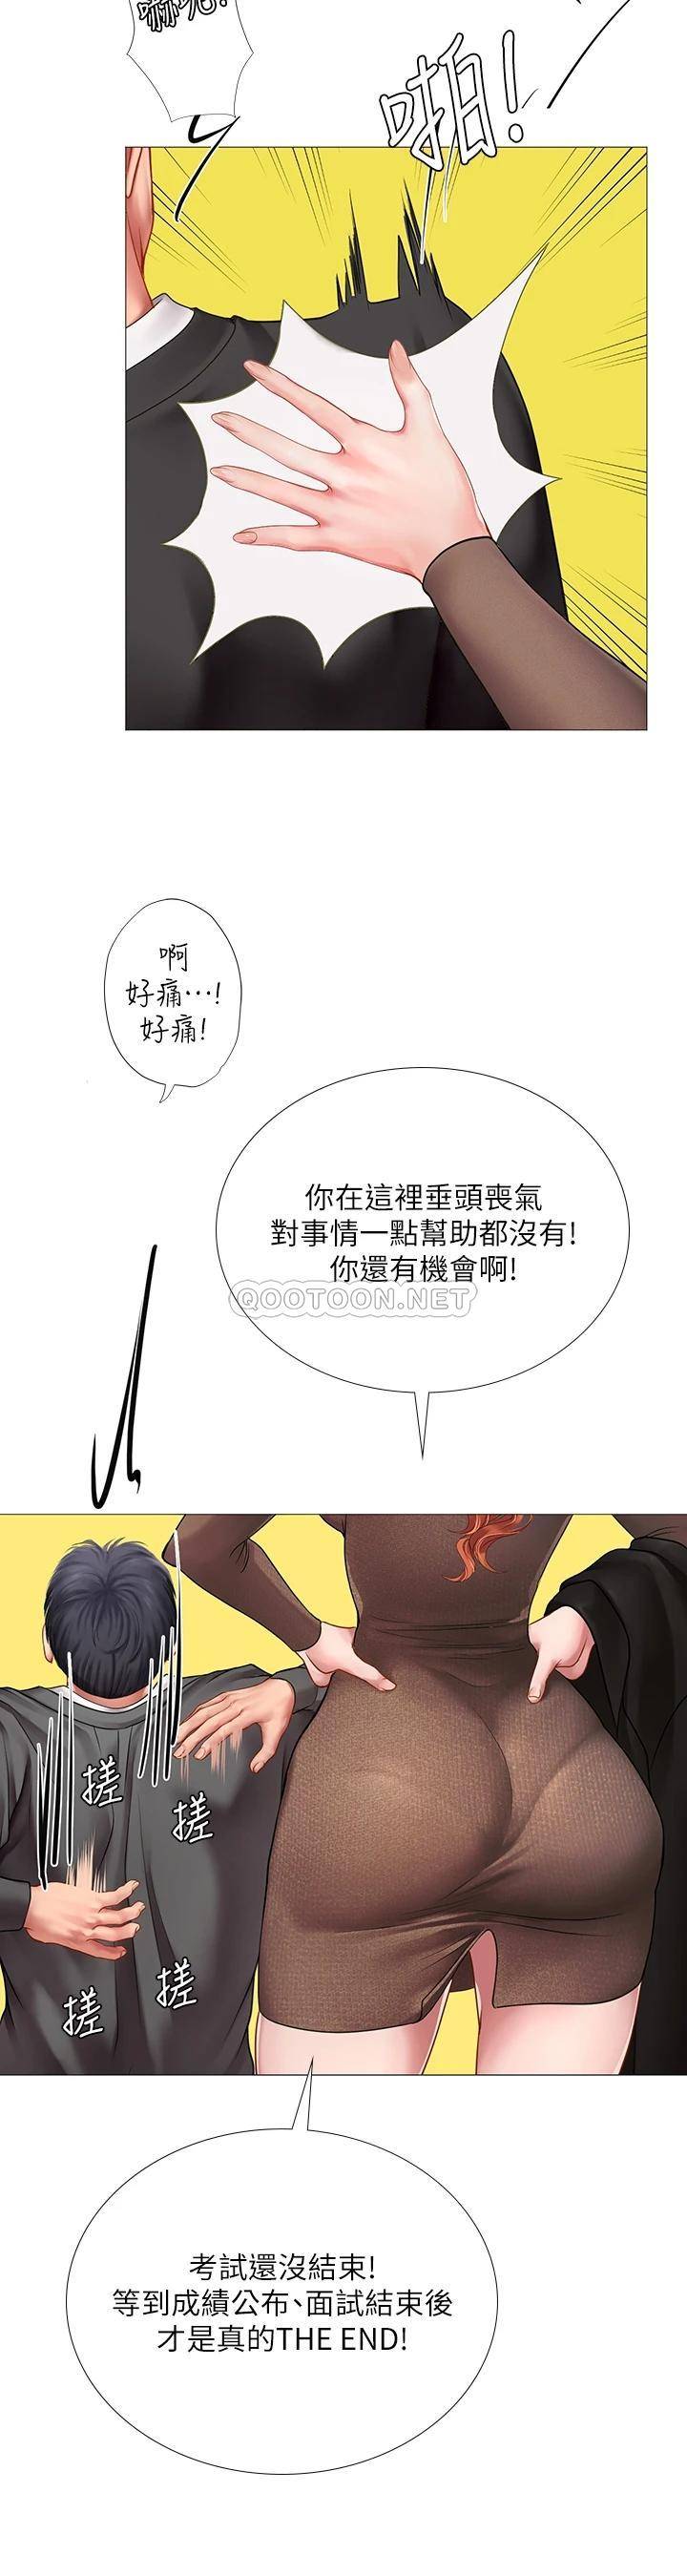 嚇死!
啪!
啊
好痛…!
好痛!
你在這裡垂頭喪氣
對事情一點幫助都沒有!
你還有機會啊!
QOOTOON.NET
搓
搓
搓
搓
考試還沒結束!
等到成績公布、面試結束後
才是真的THE END!